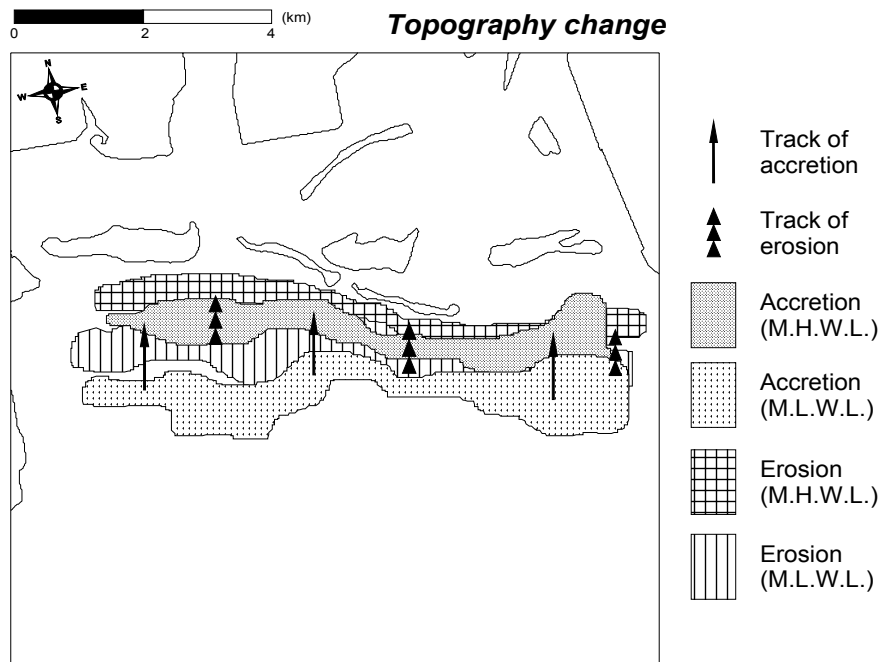 (km)
0 2 4
Topography change
N
W E
S
Track of
accretion
Track of
erosion
Accretion
(M.H.W.L.)
Accretion
(M.L.W.L.)
Erosion
(M.H.W.L.)
Erosion
(M.L.W.L.)